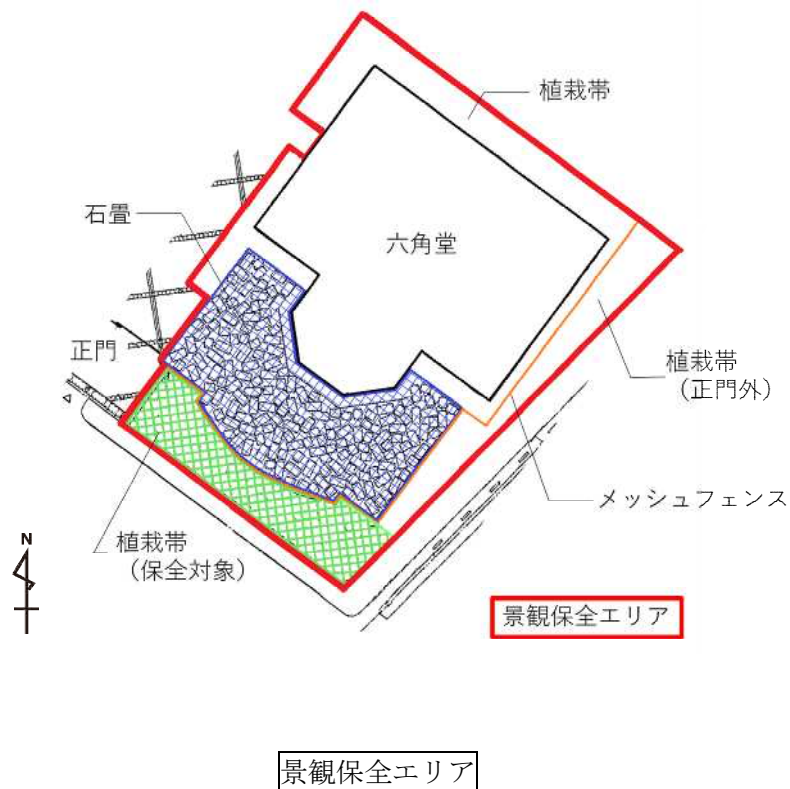 植栽帯
石畳
六角堂
正門
植栽帯
（正門外）
メッシュフェンス
植栽帯
（保全対象）
N
景観保全エリア
景観保全エリア